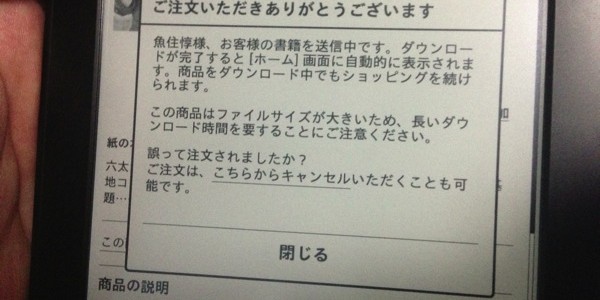 ご注文いただきありがとうございます
魚住惇様、お客様の書籍を送信中です。ダウンロー
ドが完了すると [ホーム] 画面に自動的に表示されま
す。商品をダウンロード中でもショッピングを続け
られます。
この商品はファイルサイズが大きいため、長いダウ
ンロード時間を要することにご注意ください。
誤って注文されましたか？
ご注文は、こちらからキャンセルいただくことも可
能です。
閉じる
紙の
六太
地コ
題…
この
商品の説明